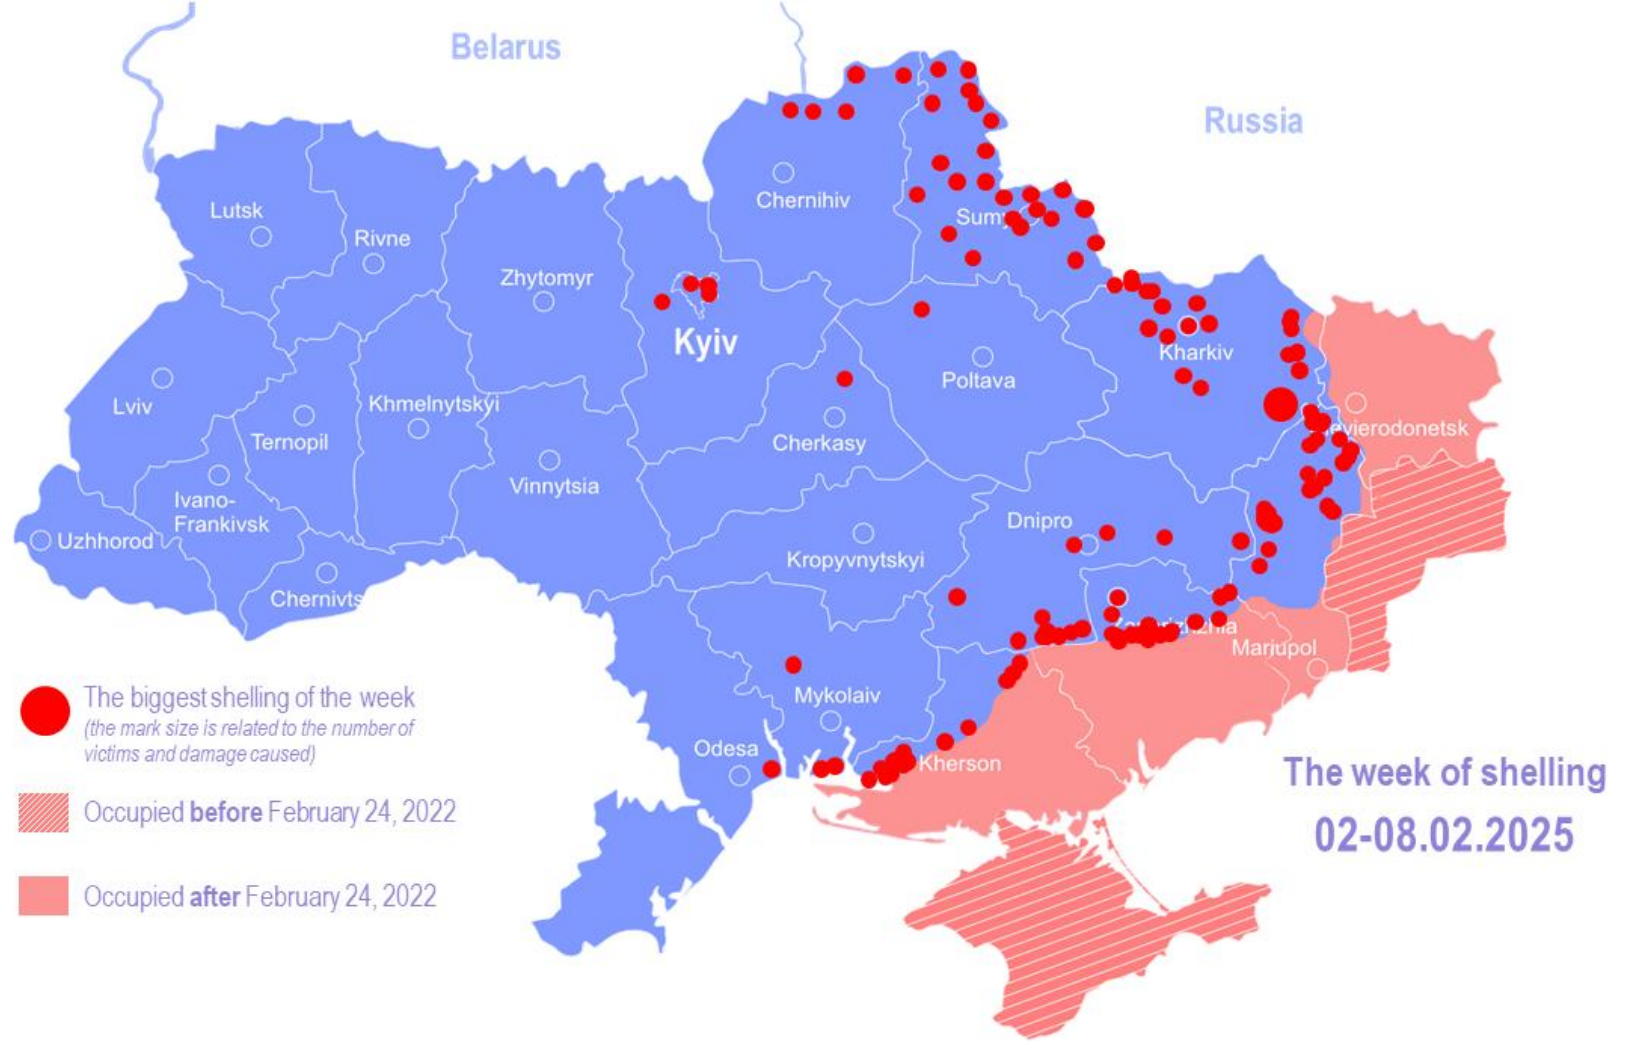 Belarus
Russia
Chernihiv
Lutsk
Sumy
Rivne
Zhytomyr
Kyiv
Kharkiv
Poltava
Lviv
Khmelnytskyi
Ternopil
Cherkasy
evierodonetsk
Vinnytsia
Ivano-
Frankivsk
Dnipro
Uzhhorod
Kropyvnytskyi
Chernivts
Mariupol
Mykolaiv
Odesa
Kherson
The biggest shelling of the week
(the mark size is related to the number of
victims and damage caused)
Occupied before February 24, 2022
Occupied after February 24, 2022
The week of shelling
02-08.02.2025